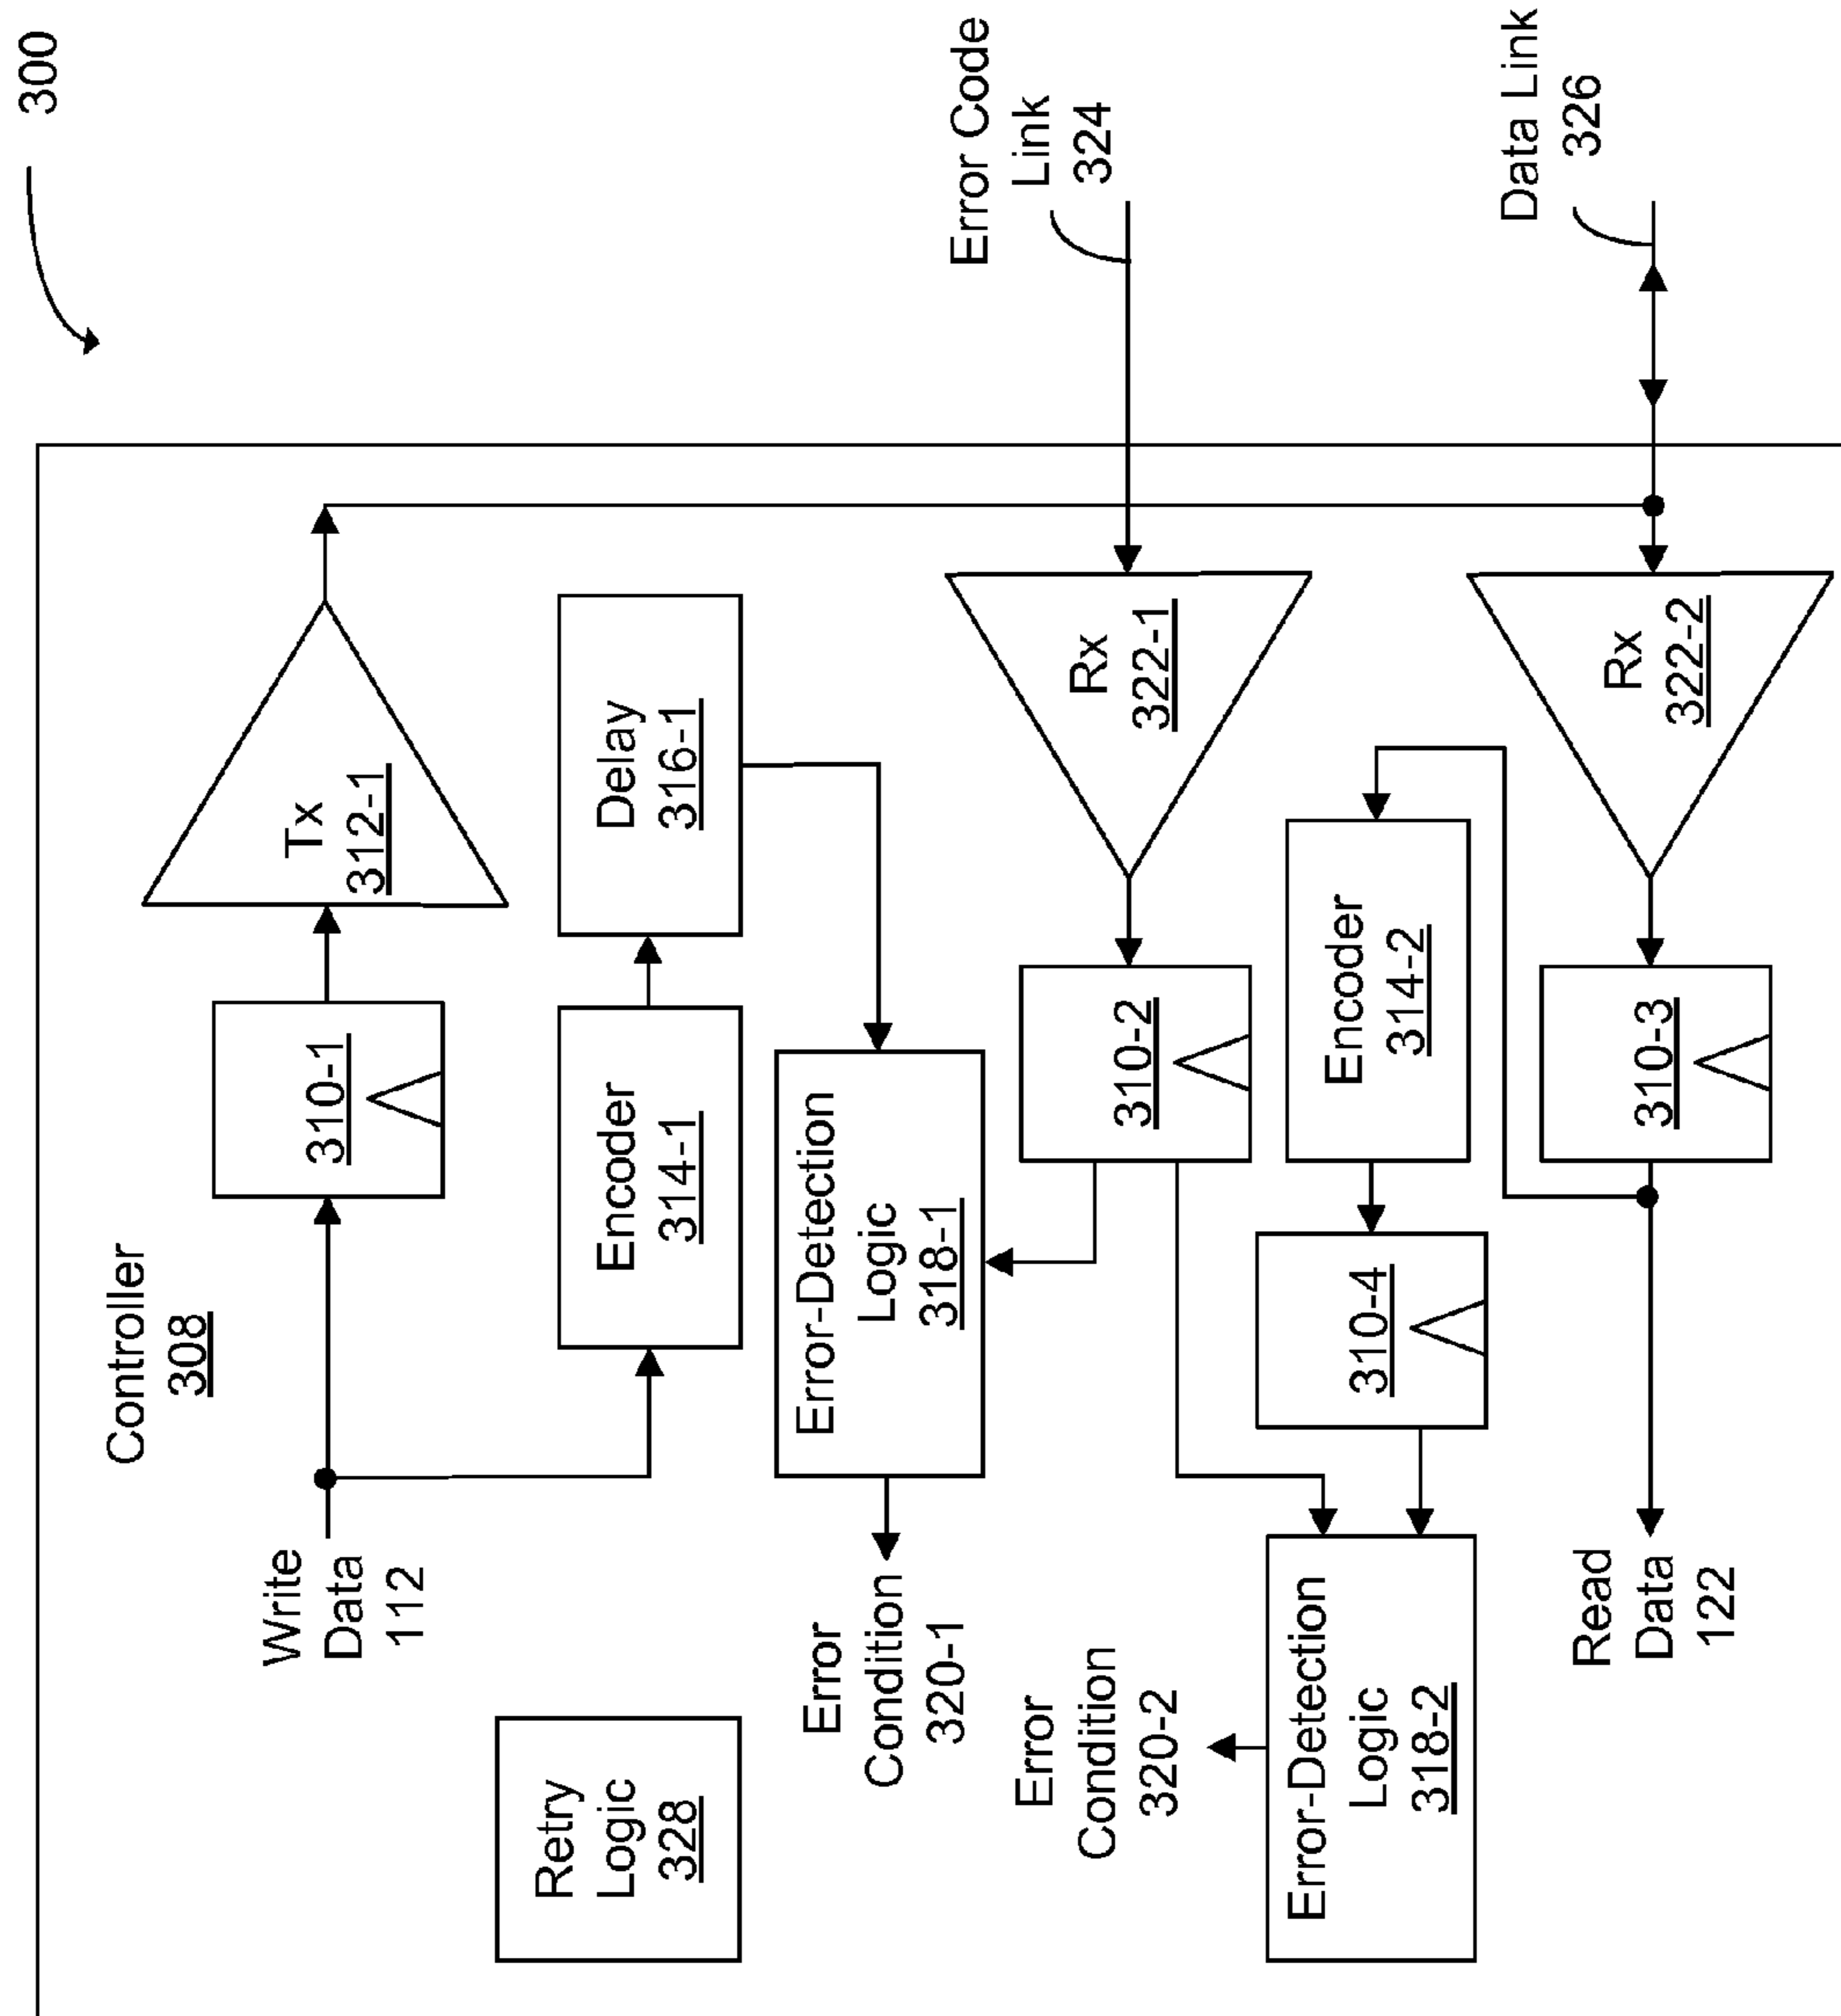 300
Controller
308
Write
Data
112
310-1
Tx
312-1
Retry
Logic
328
Encoder
314-1
Delay
316-1
Error
Condition
320-1
Error-Detection
Logic
318-1
Error Code
Link
324
Rx
322-1
310-2
Error
Condition
320-2
Error-Detection
Logic
318-2
310-4
Encoder
314-2
Data Link
326
Rx
322-2
310-3
Read
Data
122